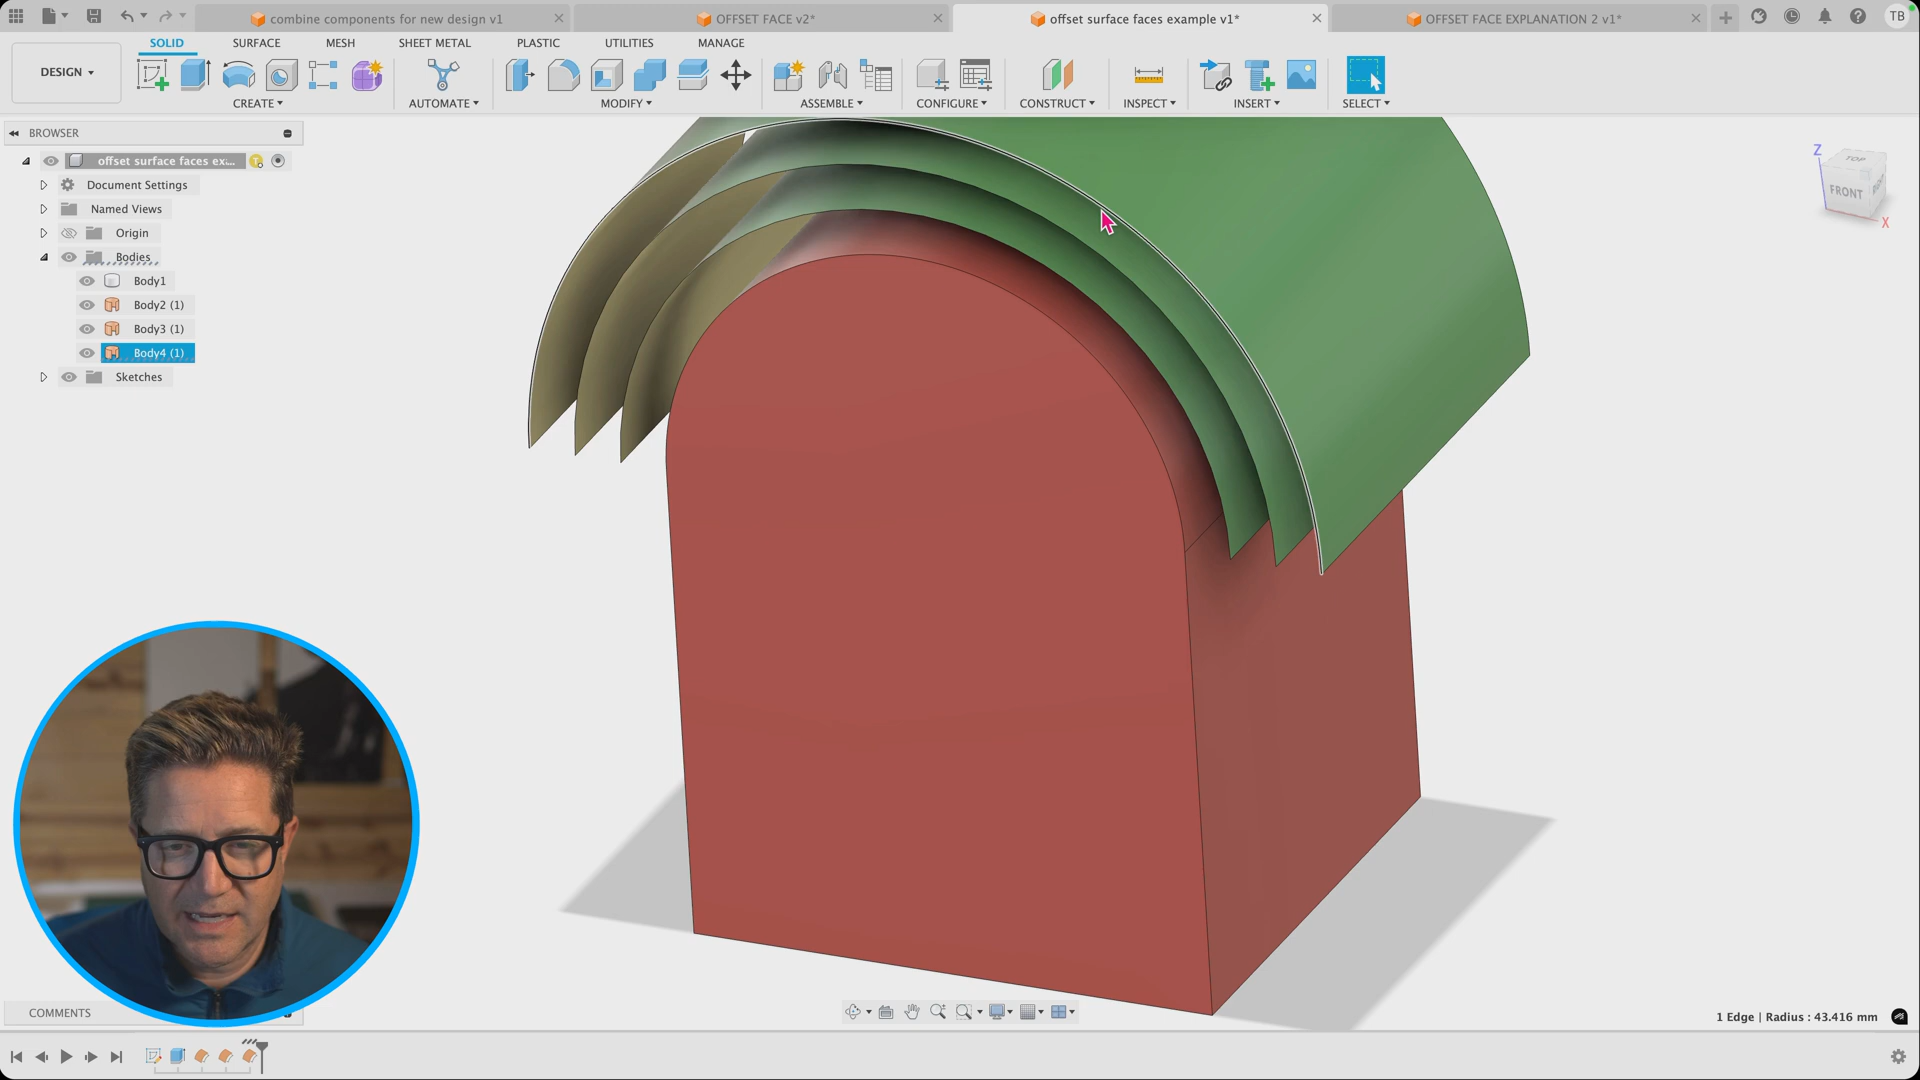 combine components for new design v1
OFFSET FACE v2*
offset surface faces example v1*
OFFSET FACE EXPLANATION 2 v1*
TB
DESIGN
SOLID
SURFACE
MESH
SHEET METAL
PLASTIC
UTILITIES
MANAGE
CREATE
AUTOMATE
MODIFY
ASSEMBLE
CONFIGURE
CONSTRUCT
INSPECT
INSERT
SELECT
BROWSER
offset surface faces ex...
Document Settings
Named Views
Origin
Bodies
Body1
Body2 (1)
Body3 (1)
Body4 (1)
Sketches
Z
TOP
FRONT
X
COMMENTS
1 Edge | Radius : 43.416 mm